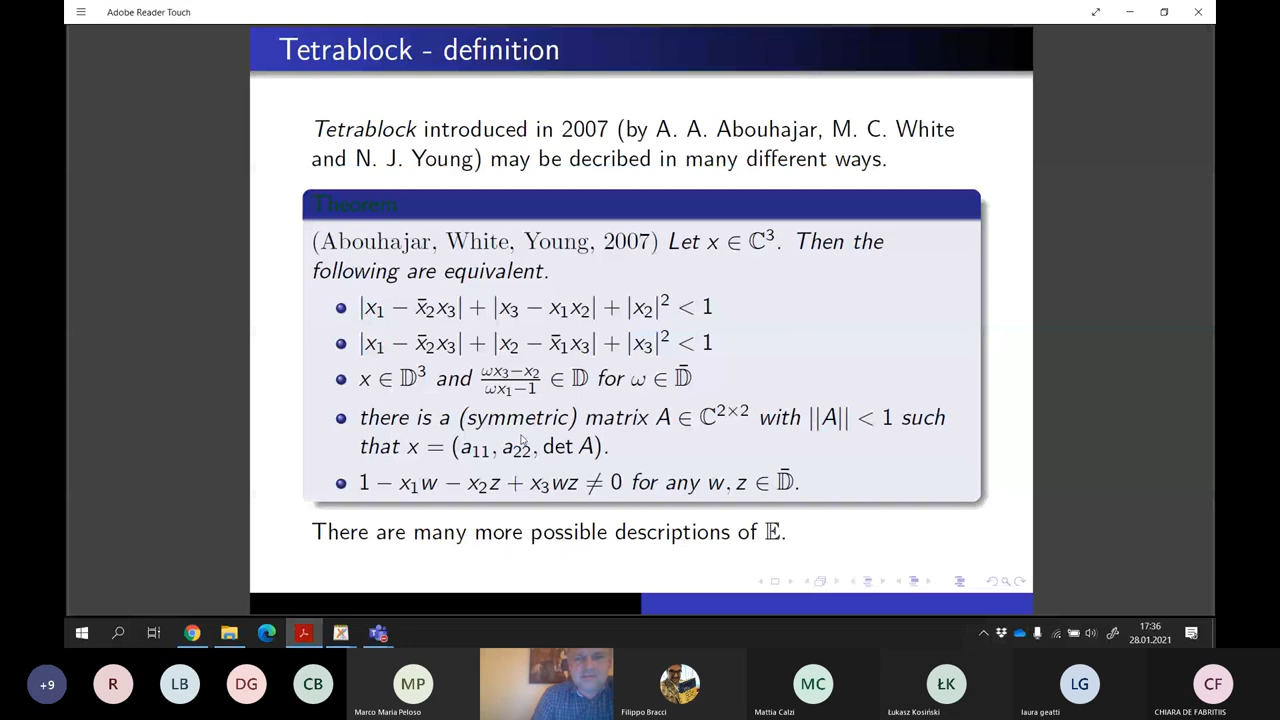 Adobe Reader Touch
Tetrablock - definition
Tetrablock introduced in 2007 (by A. A. Abouhajar, M. C. White
and N. J. Young) may be decribed in many different ways.
Theorem
(Abouhajar, White, Young, 2007) Let x ∈ ℂ³. Then the
following are equivalent.
|x₁ − x̄₂x₃| + |x₃ − x₁x₂| + |x₂|² < 1
|x₁ − x̄₂x₃| + |x₂ − x̄₁x₃| + |x₃|² < 1
x ∈ 𝔻³ and (ωx₃−x₂)/(ωx₁−1) ∈ 𝔻 for ω ∈ 𝔻̄
there is a (symmetric) matrix A ∈ ℂ²ˣ² with ||A|| < 1 such
that x = (a₁₁, a₂₂, det A).
1 − x₁w − x₂z + x₃wz ≠ 0 for any w, z ∈ 𝔻̄.
There are many more possible descriptions of 𝔼.
17:36
28.01.2021
+9
R
LB
DG
CB
MP
MC
ŁK
LG
CF
Marco Maria Peloso
Filippo Bracci
Mattia Calzi
Łukasz Kosiński
laura geatti
CHIARA DE FABRITIIS